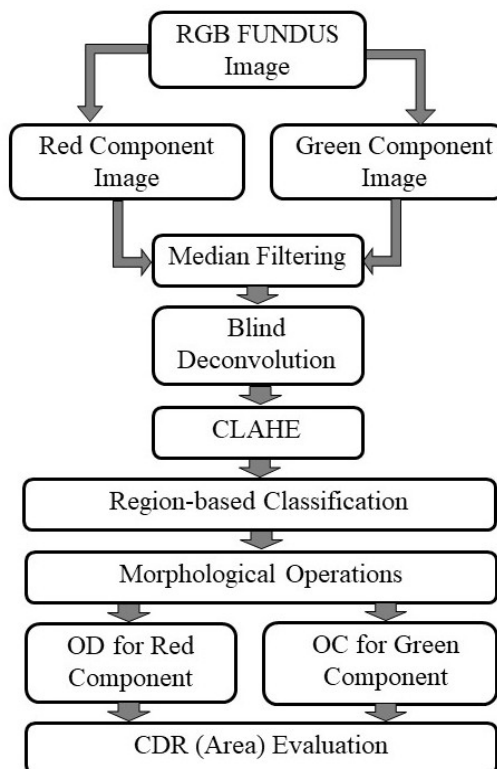 RGB FUNDUS
Image
Red Component
Image
Green Component
Image
Median Filtering
Blind
Deconvolution
CLAHE
Region-based Classification
Morphological Operations
OD for Red
Component
OC for Green
Component
CDR (Area) Evaluation